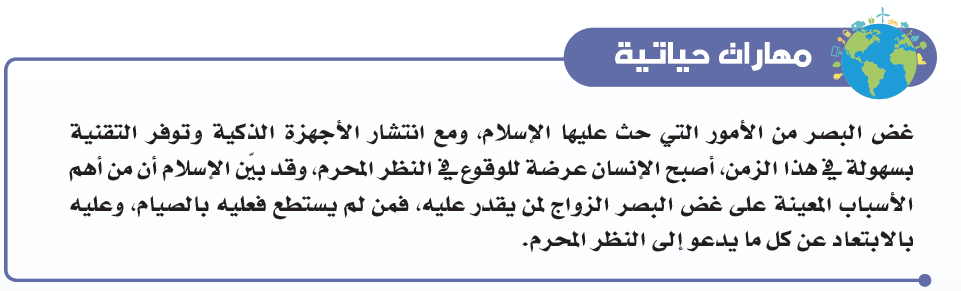 مهارات حياتية
غض البصر من الأمور التي حث عليها الإسلام، ومع انتشار الأجهزة الذكية وتوفر التقنية
بسهولة في هذا الزمن، أصبح الإنسان عرضة للوقوع في النظر المحرم، وقد بيّن الإسلام أن من أهم
الأسباب المعينة على غض البصر الزواج لمن يقدر عليه، فمن لم يستطع فعليه بالصيام، وعليه
بالابتعاد عن كل ما يدعو إلى النظر المحرم.